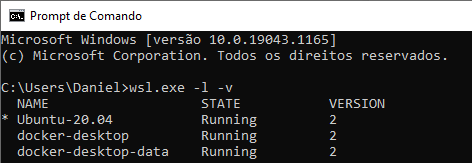 Prompt de Comando
Microsoft Windows [versão 10.0.19043.1165]
(c) Microsoft Corporation. Todos os direitos reservados.
C:\Users\Daniel>wsl.exe -l -v
  NAME                   STATE           VERSION
* Ubuntu-20.04           Running         2
  docker-desktop         Running         2
  docker-desktop-data    Running         2